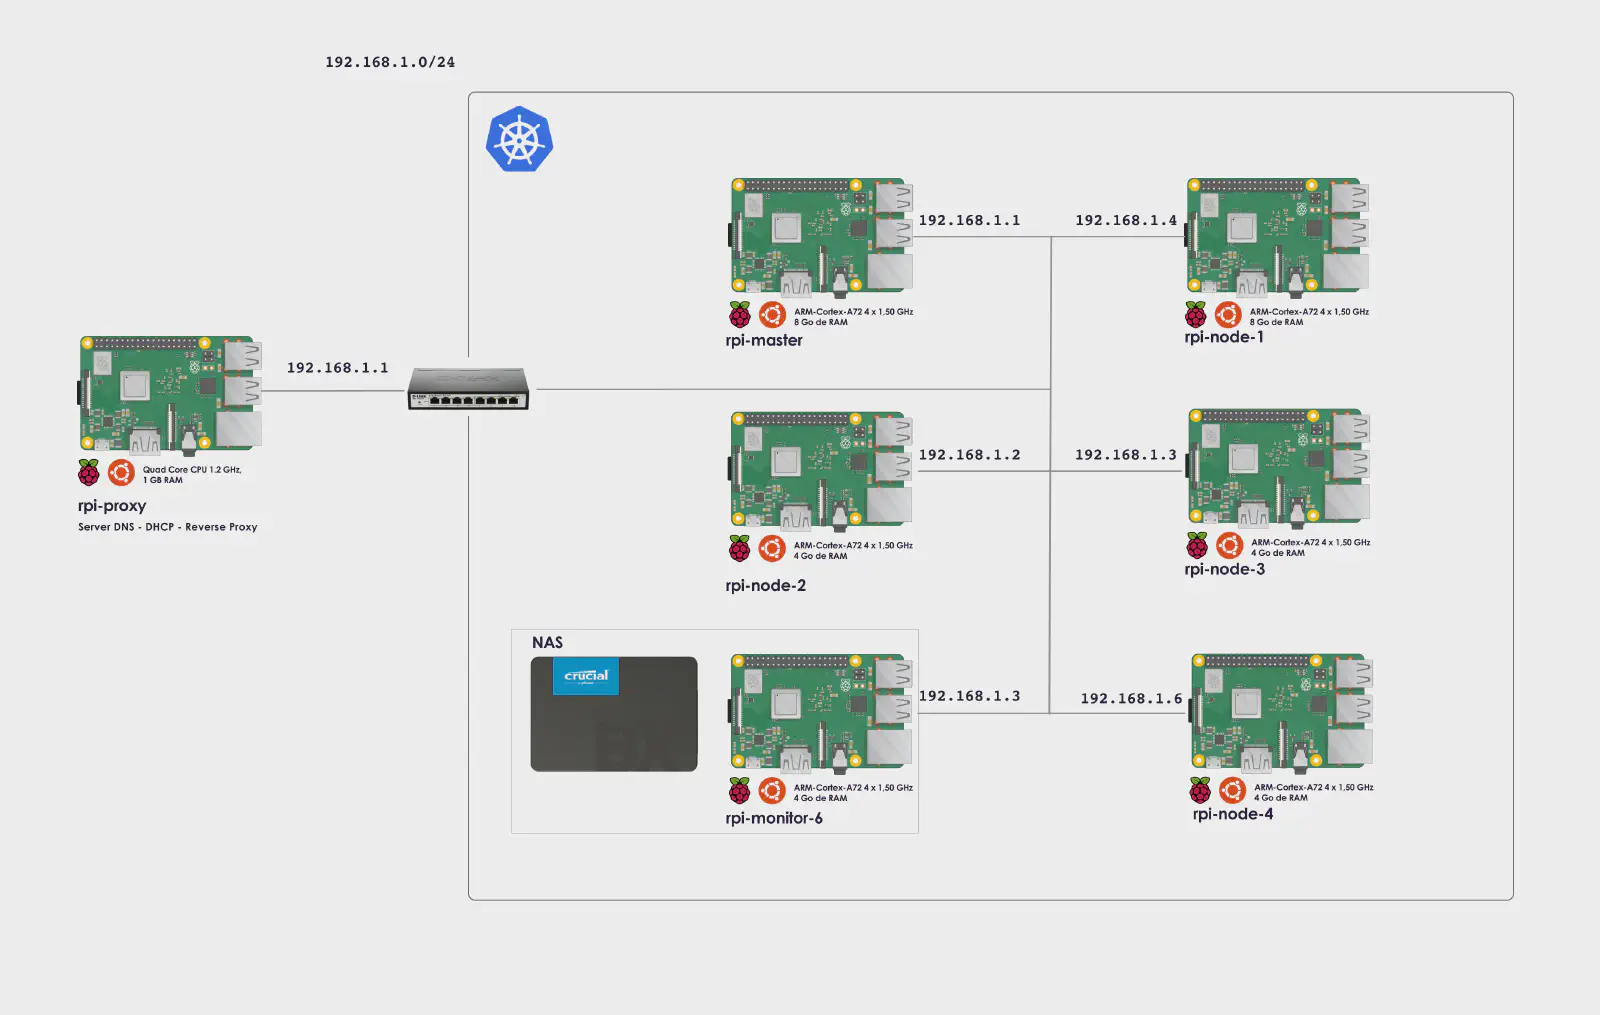 192.168.1.0/24
192.168.1.1
192.168.1.4
ARM-Cortex-A72 4 x 1,50 GHz
8 Go de RAM
rpi-master
ARM-Cortex-A72 4 x 1,50 GHz
8 Go de RAM
rpi-node-1
192.168.1.1
D-Link
Quad Core CPU 1.2 GHz,
1 GB RAM
rpi-proxy
Server DNS - DHCP - Reverse Proxy
192.168.1.2
192.168.1.3
ARM-Cortex-A72 4 x 1,50 GHz
4 Go de RAM
rpi-node-2
ARM-Cortex-A72 4 x 1,50 GHz
4 Go de RAM
rpi-node-3
NAS
crucial
BX
192.168.1.3
192.168.1.6
ARM-Cortex-A72 4 x 1,50 GHz
4 Go de RAM
rpi-monitor-6
ARM-Cortex-A72 4 x 1,50 GHz
4 Go de RAM
rpi-node-4